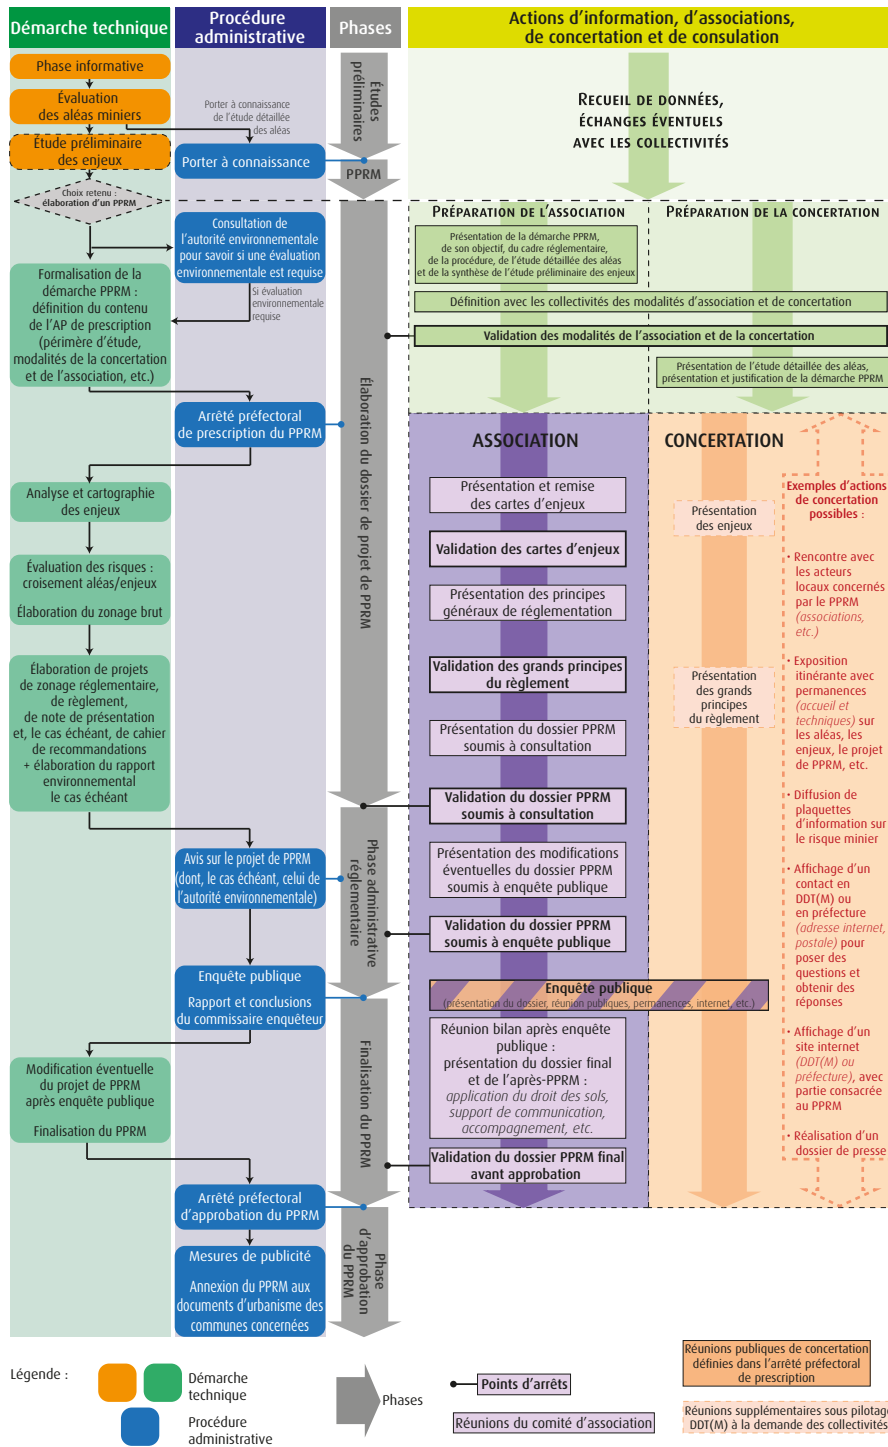 Démarche technique
Procédure
administrative
Phases
Actions d'information, d'associations,
de concertation et de consulation
Phase informative
Évaluation
des aléas miniers
Étude préliminaire
des enjeux
Choix retenu :
élaboration d'un PPRM
Formalisation de la
démarche PPRM :
définition du contenu
de l'AP de prescription
(périmère d'étude,
modalités de la concertation
et de l'association, etc.)
Analyse et cartographie
des enjeux
Évaluation des risques :
croisement aléas/enjeux
Élaboration du zonage brut
Élaboration de projets
de zonage réglementaire,
de règlement,
de note de présentation
et, le cas échéant, de cahier
de recommandations
+ élaboration du rapport
environnemental
le cas échéant
Modification éventuelle
du projet de PPRM
après enquête publique
Finalisation du PPRM
Porter à connaissance
de l'étude détaillée
des aléas
Porter à connaissance
Consultation de
l'autorité environnementale
pour savoir si une évaluation
environnementale est requise
Si évaluation
environnementale
requise
Arrêté préfectoral
de prescription du PPRM
Avis sur le projet de PPRM
(dont, le cas échéant, celui de
l'autorité environnementale)
Enquête publique
Rapport et conclusions
du commissaire enquêteur
Arrêté préfectoral
d'approbation du PPRM
Mesures de publicité
Annexion du PPRM aux
documents d'urbanisme des
communes concernées
Études
préliminaires
PPRM
Élaboration du dossier de projet de PPRM
Phase administrative
réglementaire
Finalisation du PPRM
Phase
d'approbation
du PPRM
RECUEIL DE DONNÉES,
ÉCHANGES ÉVENTUELS
AVEC LES COLLECTIVITÉS
PRÉPARATION DE L'ASSOCIATION
PRÉPARATION DE LA CONCERTATION
Présentation de la démarche PPRM,
de son objectif, du cadre réglementaire,
de la procédure, de l'étude détaillée des aléas
et de la synthèse de l'étude préliminaire des enjeux
Définition avec les collectivités des modalités d'association et de concertation
Validation des modalités de l'association et de la concertation
Présentation de l'étude détaillée des aléas,
présentation et justification de la démarche PPRM
ASSOCIATION
Présentation et remise
des cartes d'enjeux
Validation des cartes d'enjeux
Présentation des principes
généraux de réglementation
Validation des grands principes
du règlement
Présentation du dossier PPRM
soumis à consultation
Validation du dossier PPRM
soumis à consultation
Présentation des modifications
éventuelles du dossier PPRM
soumis à enquête publique
Validation du dossier PPRM
soumis à enquête publique
Enquête publique
(présentation du dossier, réunion publiques, permanences, internet, etc.)
Réunion bilan après enquête
publique :
présentation du dossier final
et de l'après-PPRM :
application du droit des sols,
support de communication,
accompagnement, etc.
Validation du dossier PPRM final
avant approbation
CONCERTATION
Présentation
des enjeux
Présentation
des grands
principes
du règlement
Exemples d'actions
de concertation
possibles :
• Rencontre avec
les acteurs
locaux concernés
par le PPRM
(associations,
etc.)
• Exposition
itinérante avec
permanences
(accueil et
techniques) sur
les aléas, les
enjeux, le projet
de PPRM, etc.
• Diffusion de
plaquettes
d'information sur
le risque minier
• Affichage d'un
contact en
DDT(M) ou
en préfecture
(adresse internet,
postale) pour
poser des
questions et
obtenir des
réponses
• Affichage d'un
site internet
(DDT(M) ou
préfecture), avec
partie consacrée
au PPRM
• Réalisation d'un
dossier de presse
Légende :
Démarche
technique
Procédure
administrative
Phases
Points d'arrêts
Réunions du comité d'association
Réunions publiques de concertation
définies dans l'arrêté préfectoral
de prescription
Réunions supplémentaires sous pilotage
DDT(M) à la demande des collectivités